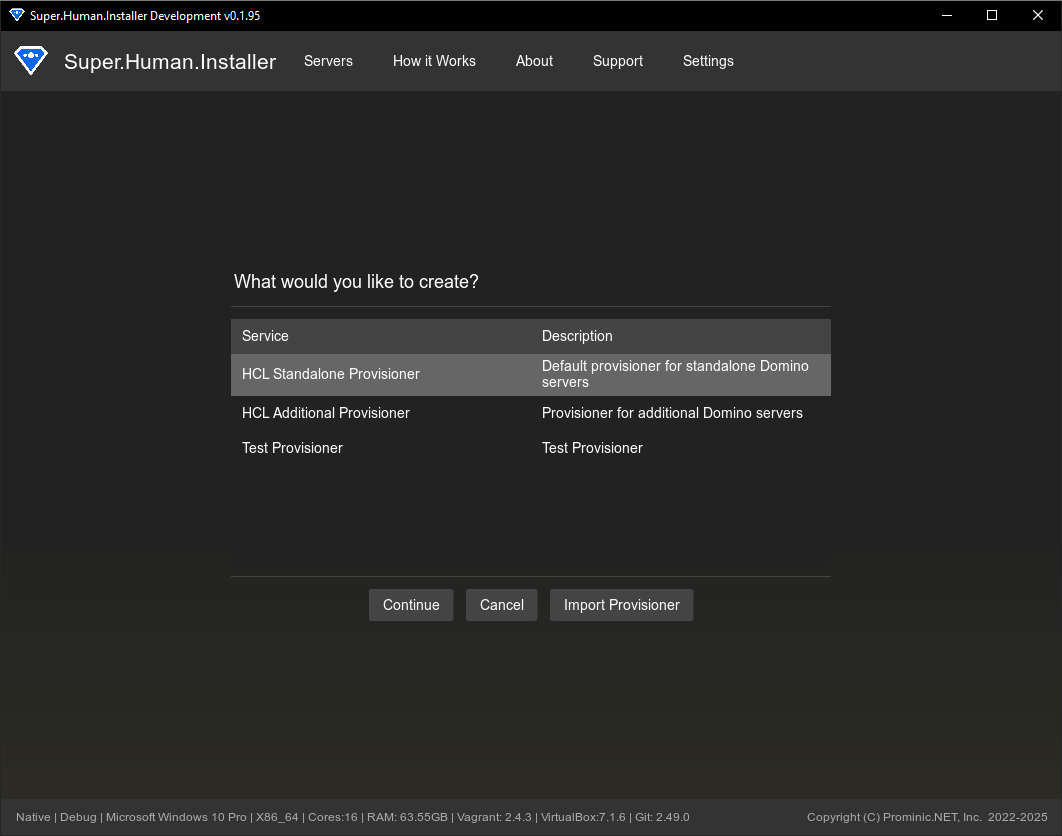 Super.Human.Installer Development v0.1.95
Super.Human.Installer
Servers
How it Works
About
Support
Settings
What would you like to create?
Service
Description
HCL Standalone Provisioner
Default provisioner for standalone Domino
servers
HCL Additional Provisioner
Provisioner for additional Domino servers
Test Provisioner
Test Provisioner
Continue
Cancel
Import Provisioner
Native | Debug | Microsoft Windows 10 Pro | X86_64 | Cores:16 | RAM: 63.55GB | Vagrant: 2.4.3 | VirtualBox:7.1.6 | Git: 2.49.0
Copyright (C) Prominic.NET, Inc.  2022-2025